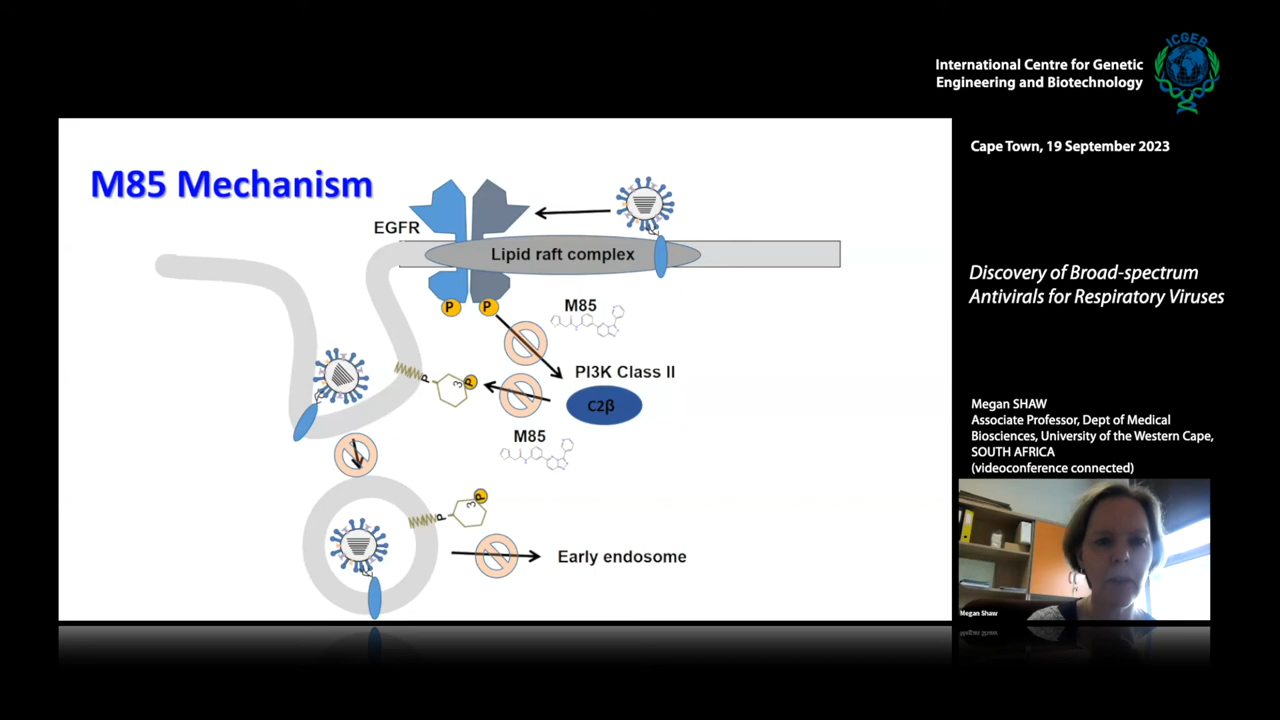 ICGEB
International Centre for Genetic
Engineering and Biotechnology
Cape Town, 19 September 2023
M85 Mechanism
EGFR
Lipid raft complex
P
P
M85
PI3K Class II
C2β
P
3
P
M85
P
3
P
Early endosome
Discovery of Broad-spectrum
Antivirals for Respiratory Viruses
Megan SHAW
Associate Professor, Dept of Medical
Biosciences, University of the Western Cape,
SOUTH AFRICA
(videoconference connected)
Megan Shaw